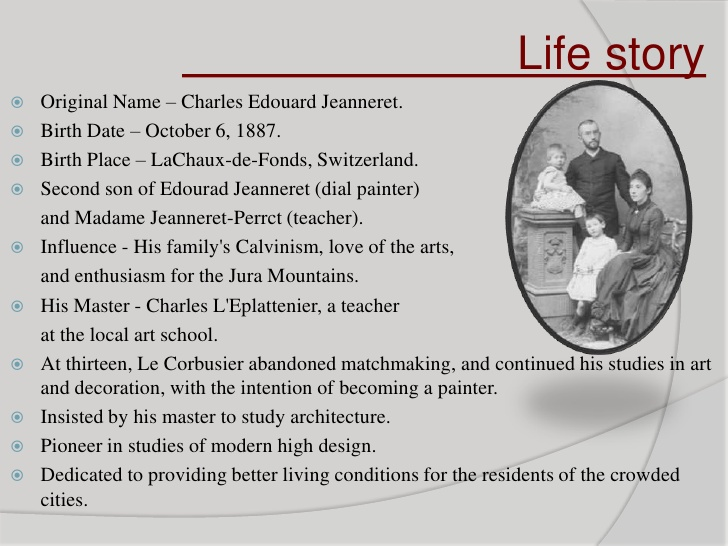 Life story
Original Name – Charles Edouard Jeanneret.
Birth Date – October 6, 1887.
Birth Place – LaChaux-de-Fonds, Switzerland.
Second son of Edourad Jeanneret (dial painter)
and Madame Jeanneret-Perrct (teacher).
Influence - His family's Calvinism, love of the arts,
and enthusiasm for the Jura Mountains.
His Master - Charles L'Eplattenier, a teacher
at the local art school.
At thirteen, Le Corbusier abandoned matchmaking, and continued his studies in art
and decoration, with the intention of becoming a painter.
Insisted by his master to study architecture.
Pioneer in studies of modern high design.
Dedicated to providing better living conditions for the residents of the crowded
cities.